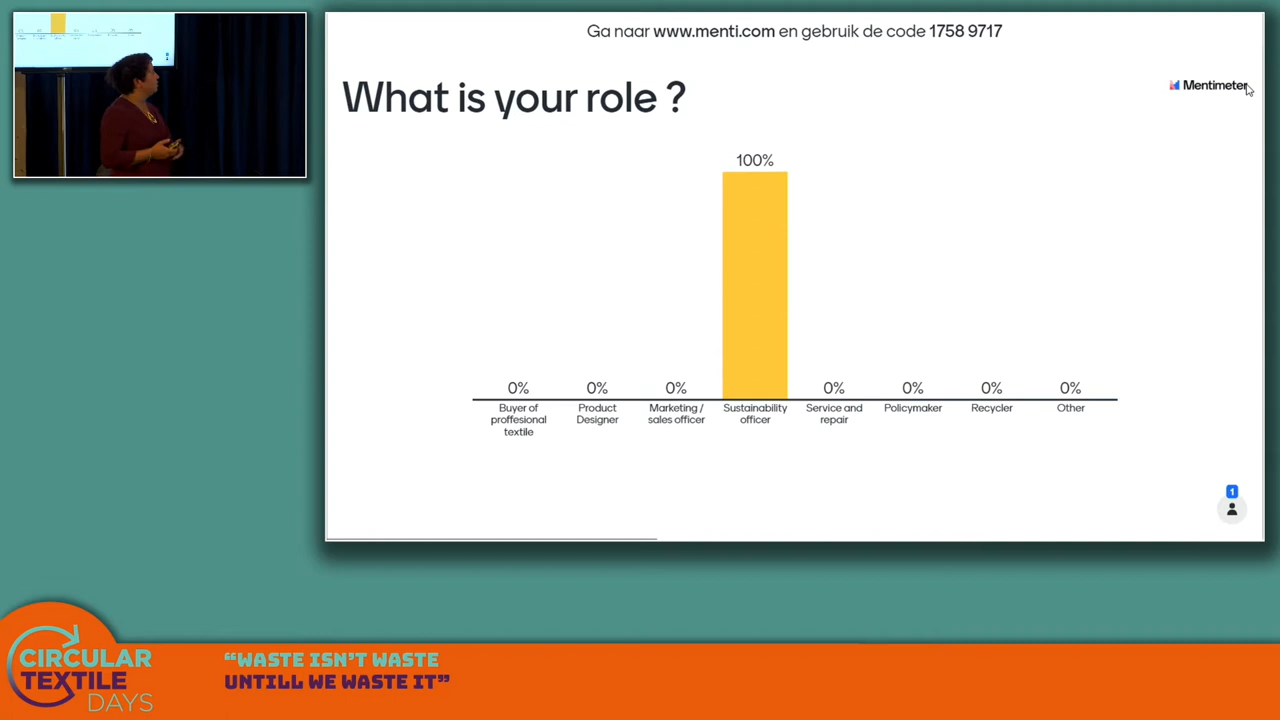 Ga naar www.menti.com en gebruik de code 1758 9717
What is your role ?
Mentimeter
100%
0%
0%
0%
0%
0%
0%
0%
Buyer of
proffesional
textile
Product
Designer
Marketing /
sales officer
Sustainability
officer
Service and
repair
Policymaker
Recycler
Other
1
CIRCULAR
TEXTILE
DAYS
“WASTE ISN’T WASTE
UNTILL WE WASTE IT”